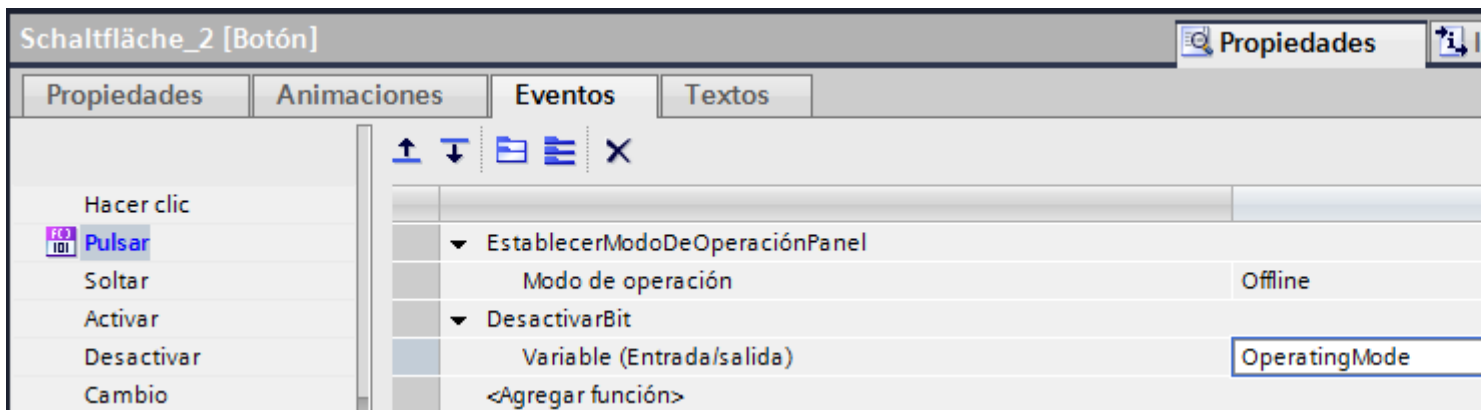 Schaltfläche_2 [Botón]
Propiedades
Propiedades Animaciones Eventos Textos
Hacer clic
Pulsar
EstablecerModoDeOperaciónPanel
Soltar
Modo de operación Offline
Activar
DesactivarBit
Desactivar
Variable (Entrada/salida) OperatingMode
Cambio
<Agregar función>